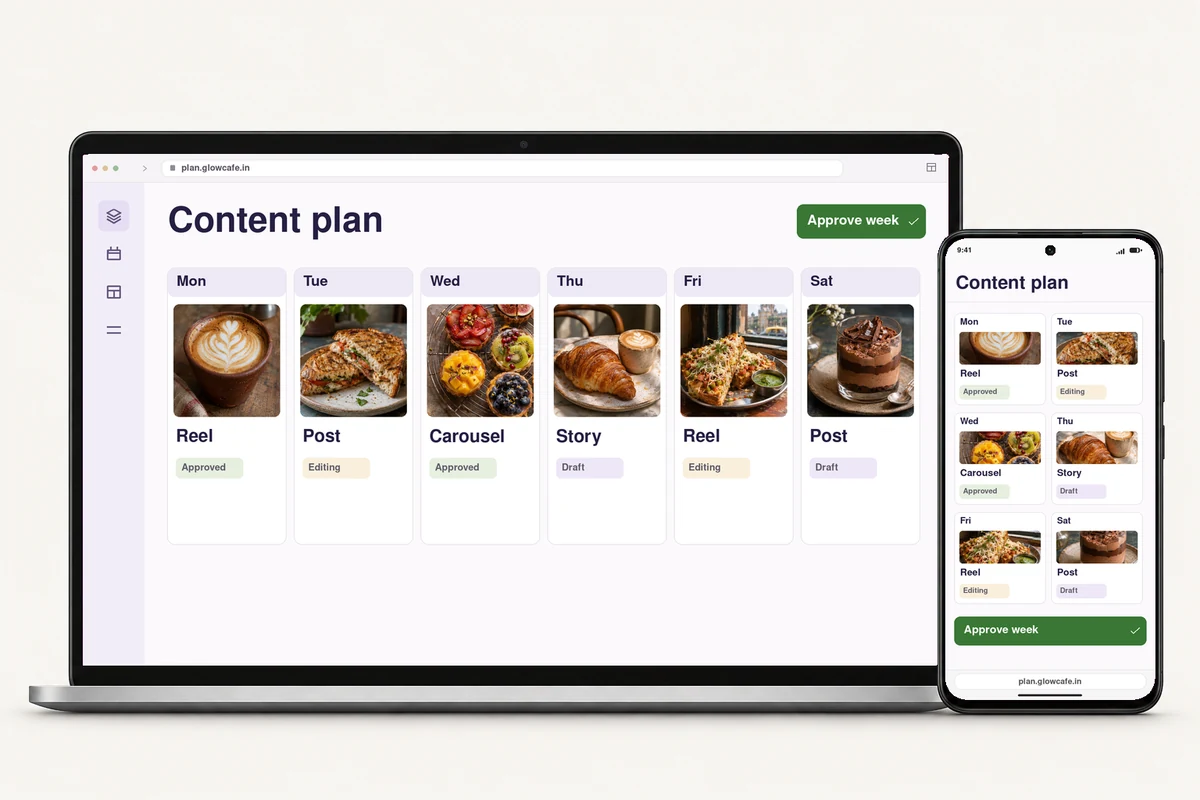 plan.glowcafe.in
Content plan
Approve week
Mon
Tue
Wed
Thu
Fri
Sat
Reel
Post
Carousel
Story
Reel
Post
Approved
Editing
Approved
Draft
Editing
Draft
9:41
Content plan
Mon
Tue
Reel
Post
Approved
Editing
Wed
Thu
Carousel
Story
Approved
Draft
Fri
Sat
Reel
Post
Editing
Draft
Approve week
plan.glowcafe.in